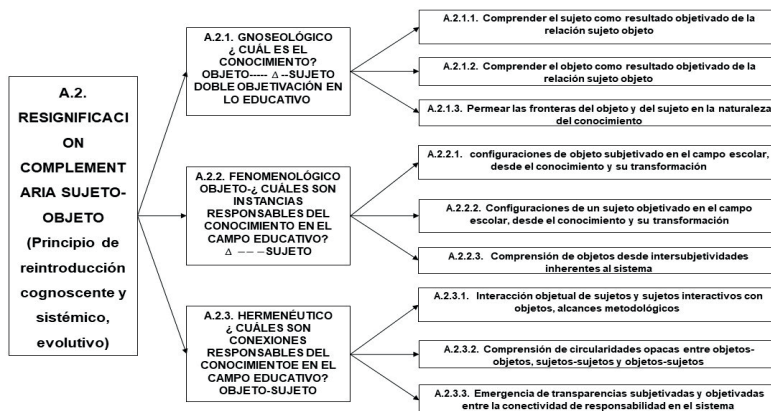 A.2.
RESIGNIFICACI
ON
COMPLEMENT
ARIA SUJETO-
OBJETO
(Principio de
reintroducción
cognoscente y
sistémico,
evolutivo)
A.2.1. GNOSEOLÓGICO
¿ CUÁL ES EL
CONOCIMIENTO?
OBJETO----- Δ --SUJETO
DOBLE OBJETIVACIÓN EN
LO EDUCATIVO
A.2.1.1. Comprender el sujeto como resultado objetivado de la
relación sujeto objeto
A.2.1.2. Comprender el objeto como resultado objetivado de la
relación sujeto objeto
A.2.1.3. Permear las fronteras del objeto y del sujeto en la naturaleza
del conocimiento
A.2.2. FENOMENOLÓGICO
OBJETO-¿ CUÁLES SON
INSTANCIAS
RESPONSABLES DEL
CONOCIMIENTO EN EL
CAMPO EDUCATIVO?
Δ – – –SUJETO
A.2.2.1. configuraciones de objeto subjetivado en el campo escolar,
desde el conocimiento y su transformación
A.2.2.2. Configuraciones de un sujeto objetivado en el campo
escolar, desde el conocimiento y su transformación
A.2.2.3. Comprensión de objetos desde intersubjetividades
inherentes al sistema
A.2.3. HERMENÉUTICO
¿ CUÁLES SON
CONEXIONES
RESPONSABLES DEL
CONOCIMIENTOE EN EL
CAMPO EDUCATIVO?
OBJETO-SUJETO
A.2.3.1. Interacción objetual de sujetos y sujetos interactivos con
objetos, alcances metodológicos
A.2.3.2. Comprensión de circularidades opacas entre objetos-
objetos, sujetos-sujetos y objetos-sujetos
A.2.3.3. Emergencia de transparencias subjetivadas y objetivadas
entre la conectividad de responsabilidad en el sistema